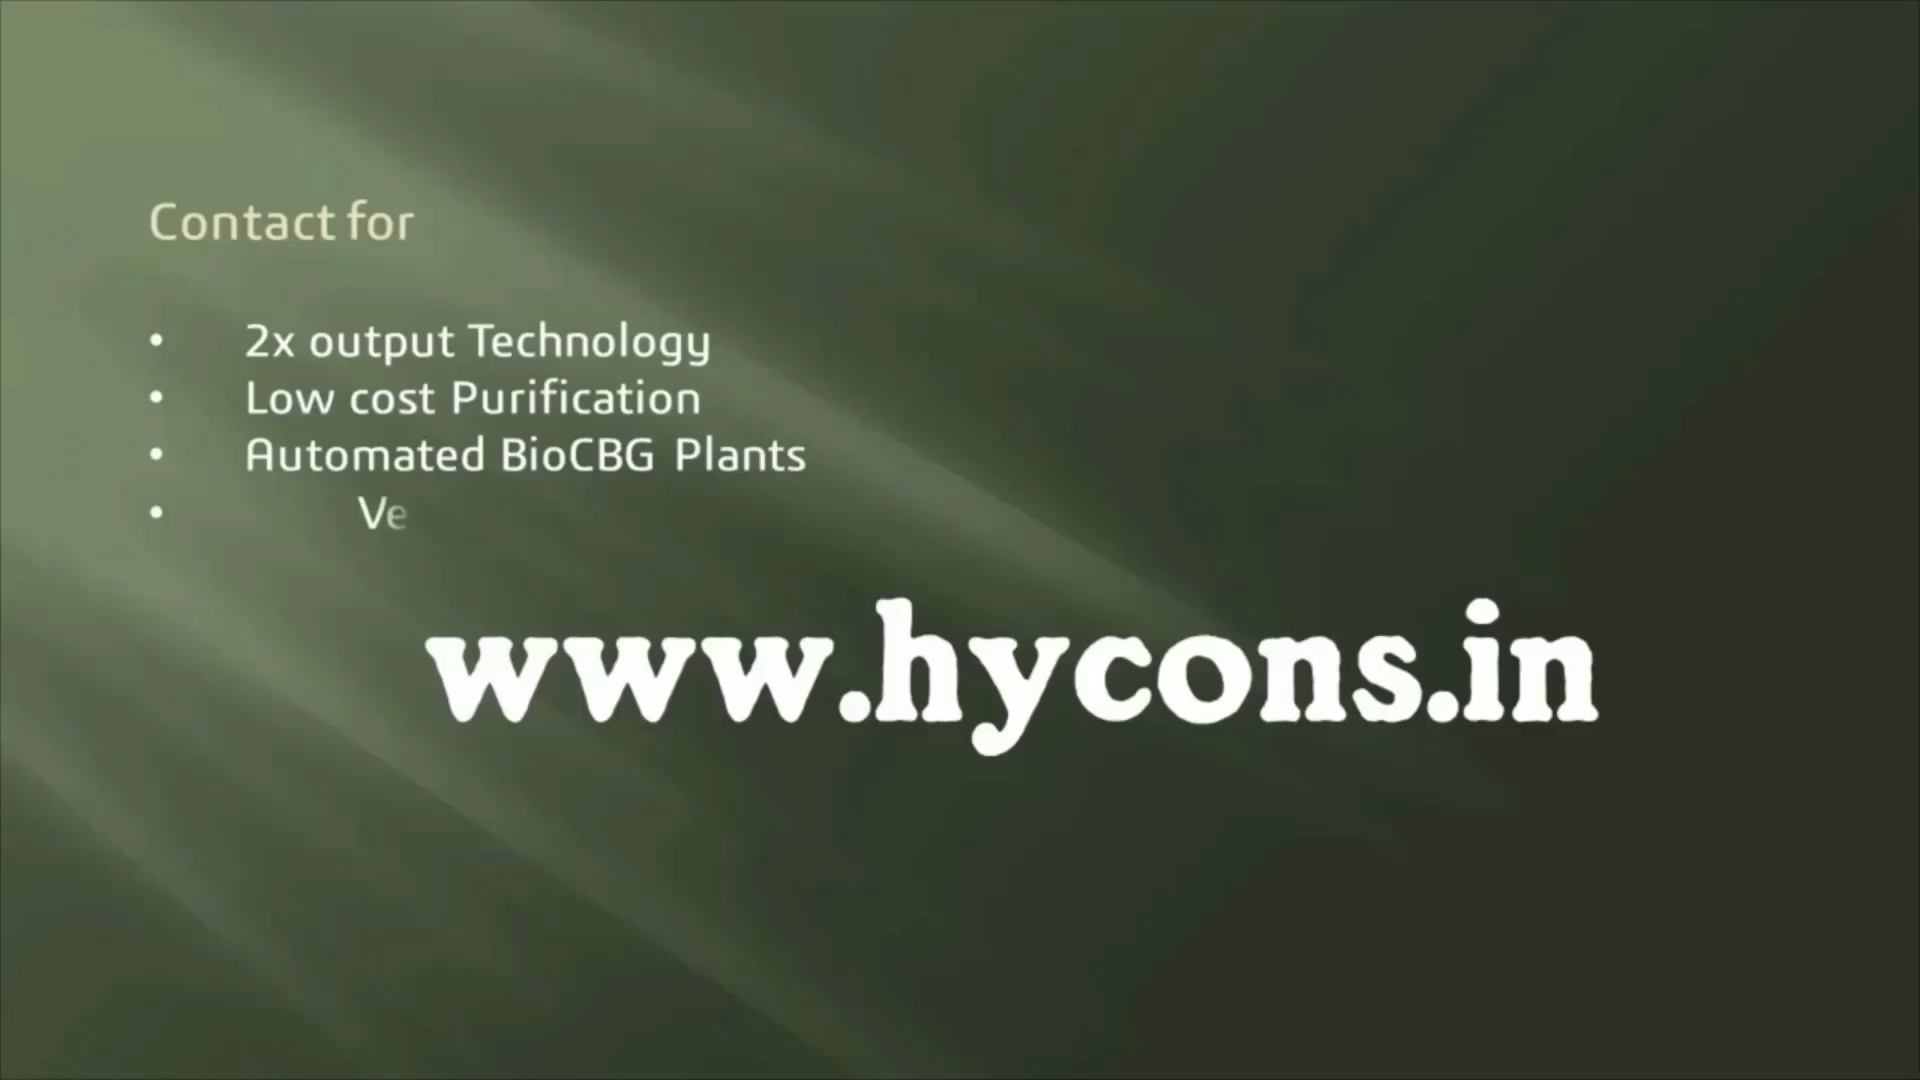 Contact for
• 2x output Technology
• Low cost Purification
• Automated BioCBG Plants
• Ve
www.hycons.in